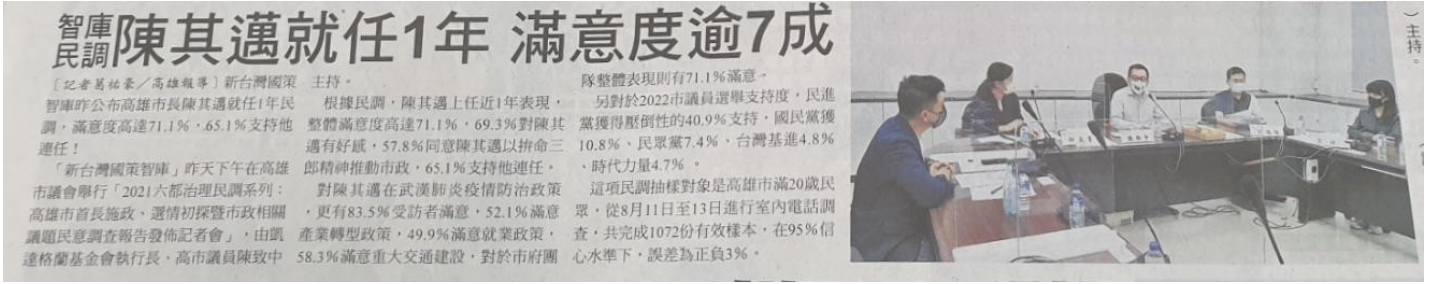 智庫
民調
陳其邁就任1年 滿意度逾7成
〔記者葛祐豪／高雄報導〕新台灣國策
智庫昨公布高雄市長陳其邁就任1年民
調，滿意度高達71.1%，65.1%支持他
連任！
「新台灣國策智庫」昨天下午在高雄
市議會舉行「2021六都治理民調系列：
高雄市首長施政、選情初探暨市政相關
議題民意調查報告發佈記者會」，由凱
達格蘭基金會執行長、高市議員陳致中
主持。
根據民調，陳其邁上任近1年表現，
整體滿意度高達71.1%，69.3%對陳其
邁有好感，57.8%同意陳其邁以拚命三
郎精神推動市政，65.1%支持他連任。
對陳其邁在武漢肺炎疫情防治政策
，更有83.5%受訪者滿意，52.1%滿意
產業轉型政策，49.9%滿意就業政策，
58.3%滿意重大交通建設，對於市府團
隊整體表現則有71.1%滿意。
另對於2022市議員選舉支持度，民進
黨獲得壓倒性的40.9%支持，國民黨獲
10.8%、民眾黨7.4%、台灣基進4.8%
、時代力量4.7%。
這項民調抽樣對象是高雄市滿20歲民
眾，從8月11日至13日進行室內電話調
查，共完成1072份有效樣本，在95%信
心水準下，誤差為正負3%。
）主持。